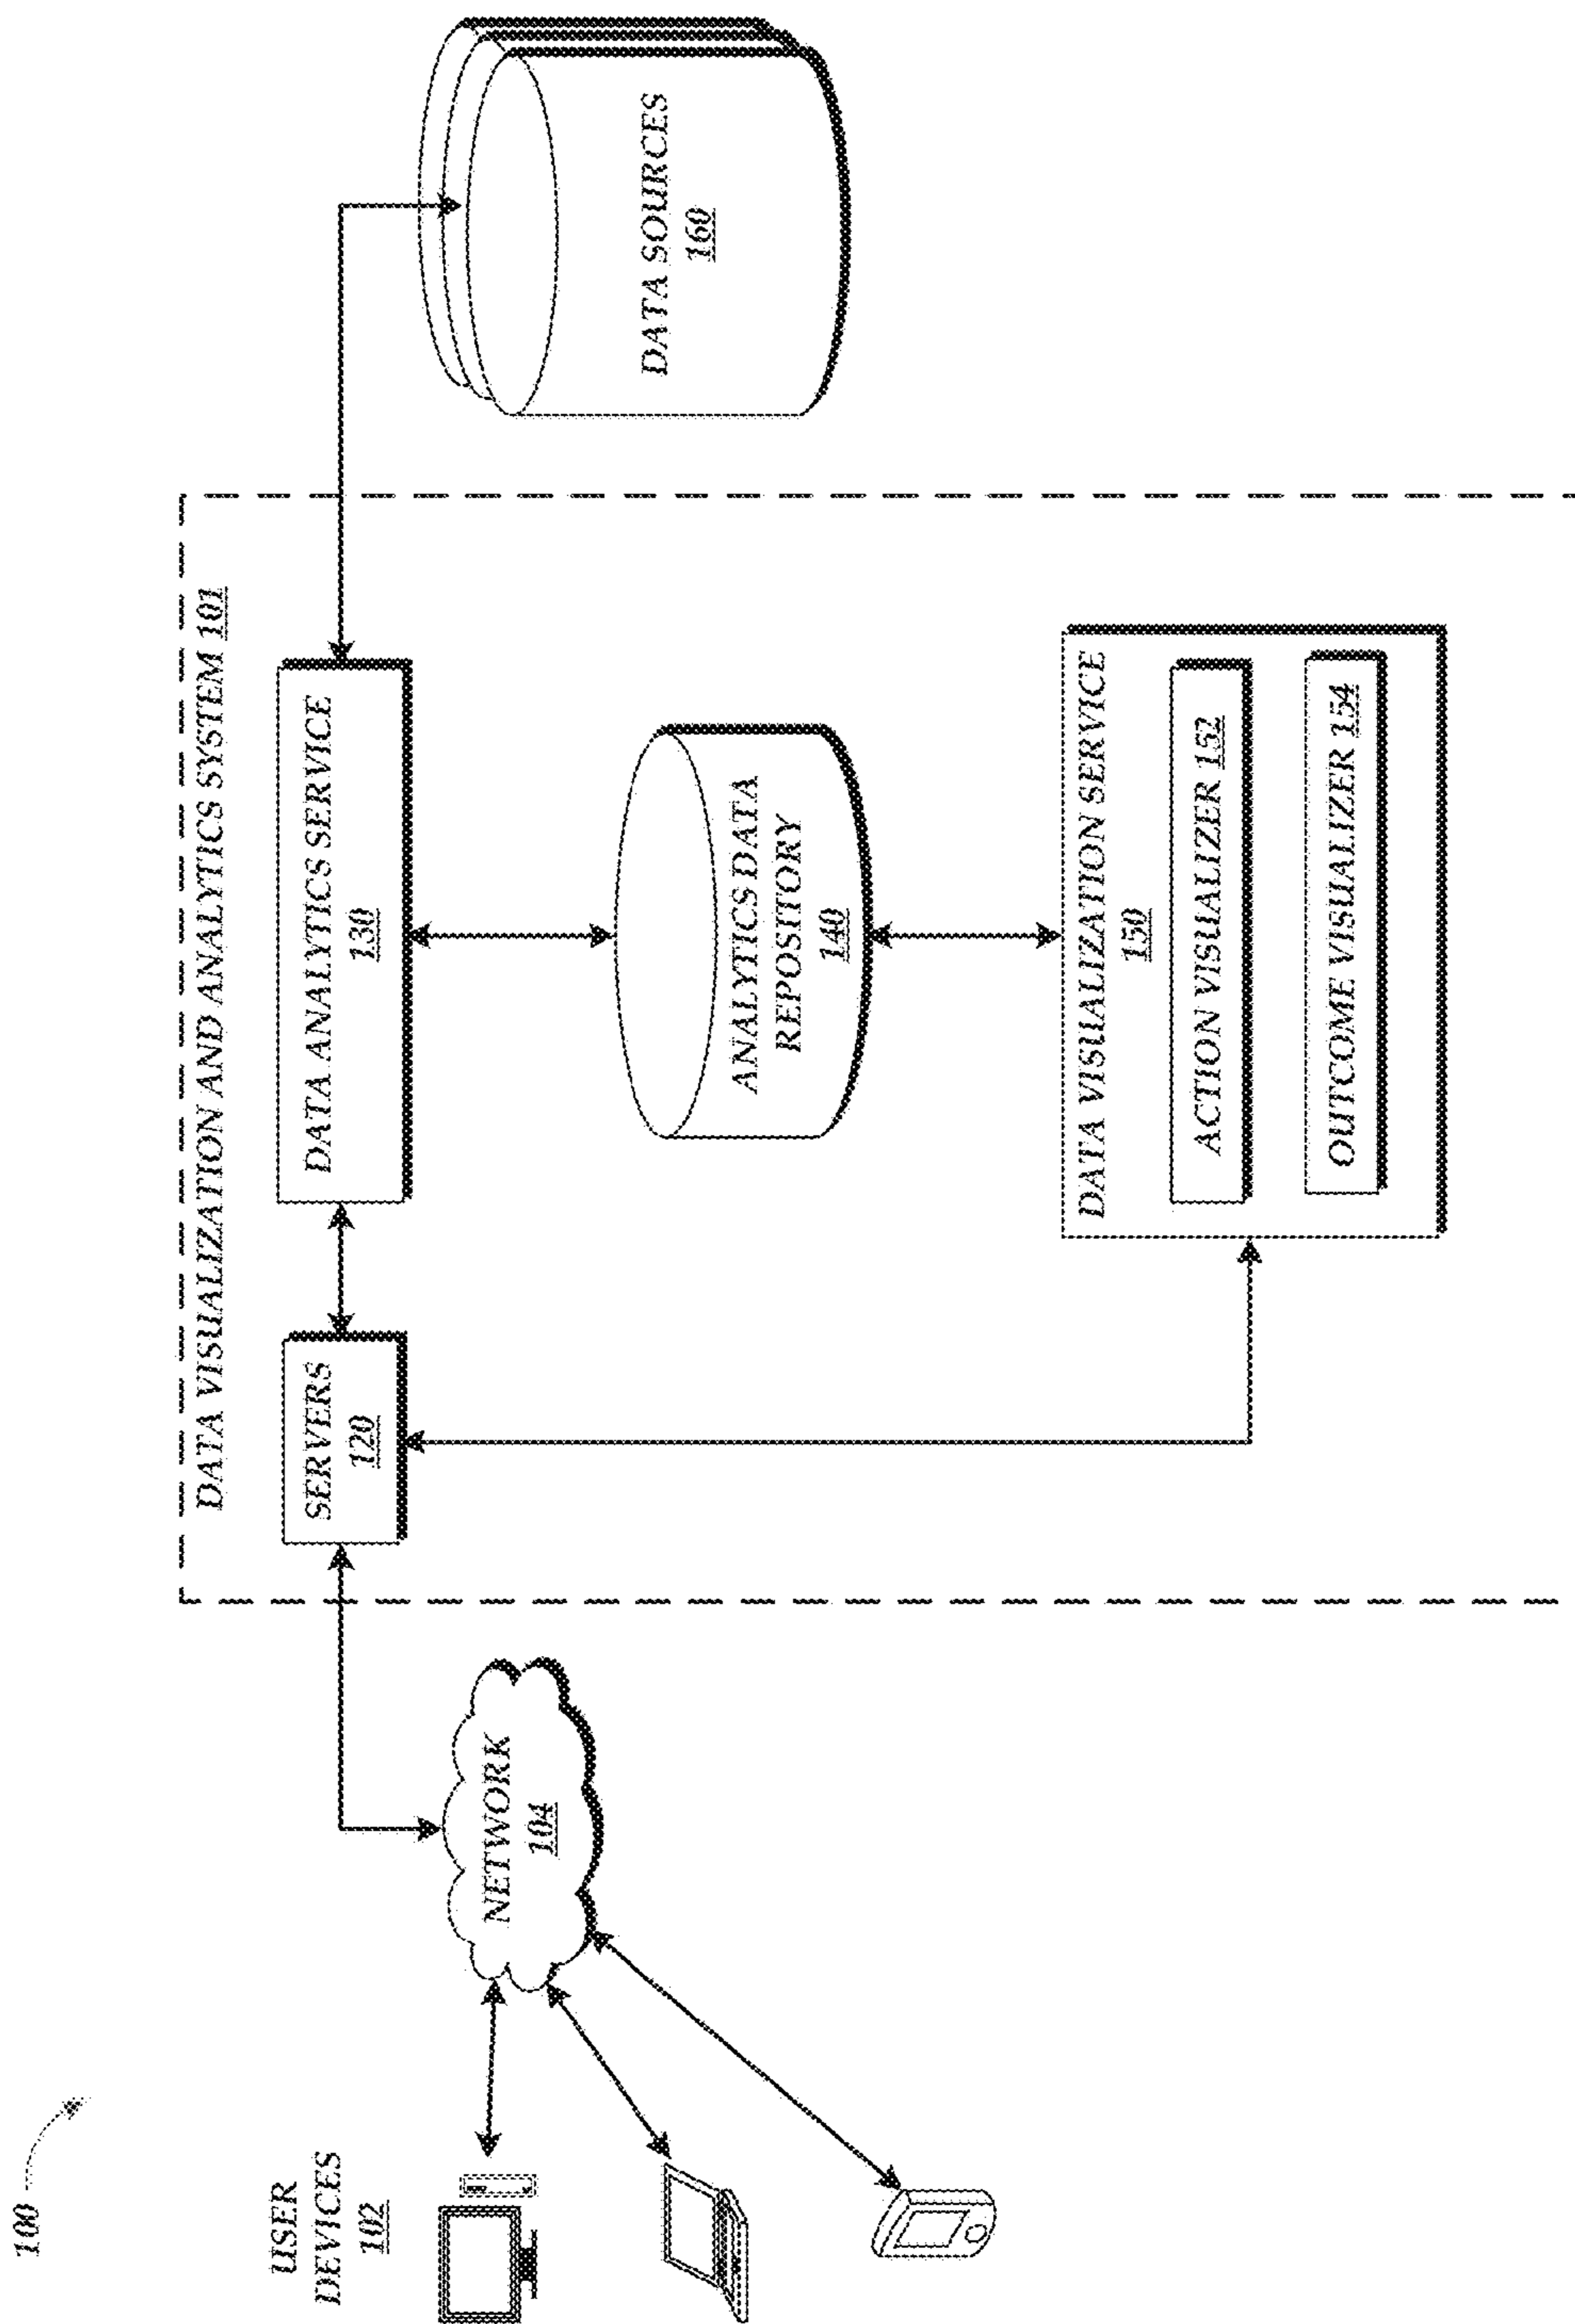 100
USER
DEVICES
102
NETWORK
104
DATA VISUALIZATION AND ANALYTICS SYSTEM 101
SERVERS
120
DATA ANALYTICS SERVICE
130
ANALYTICS DATA
REPOSITORY
140
DATA VISUALIZATION SERVICE
150
ACTION VISUALIZER 152
OUTCOME VISUALIZER 154
DATA SOURCES
160